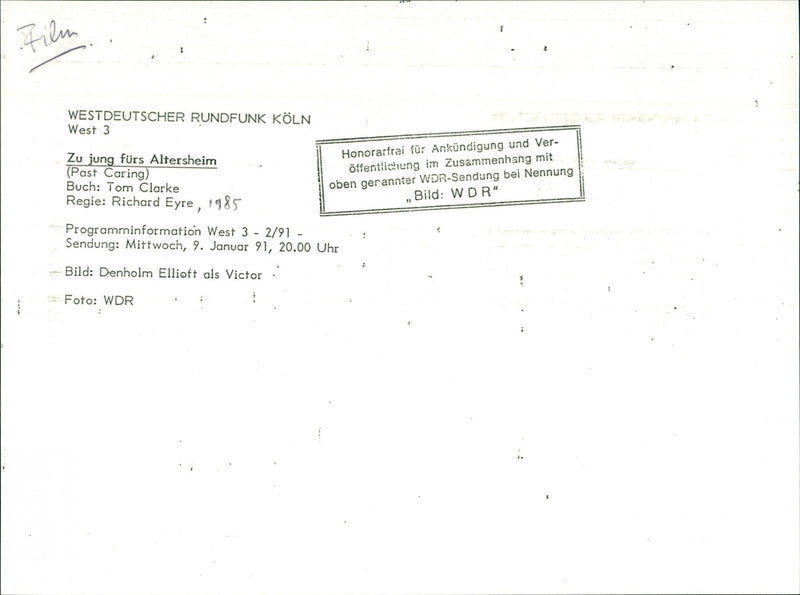 Film
WESTDEUTSCHER RUNDFUNK KÖLN
West 3
Zu jung fürs Altersheim
(Past Caring)
Buch: Tom Clarke
Regie: Richard Eyre, 1985
Programminformation West 3 - 2/91 -
Sendung: Mittwoch, 9. Januar 91, 20.00 Uhr
Bild: Denholm Elliott als Victor
Foto: WDR
Honorarfrei für Ankündigung und Ver-
öffentlichung im Zusammenhang mit
oben genannter WDR-Sendung bei Nennung
„Bild: W D R"